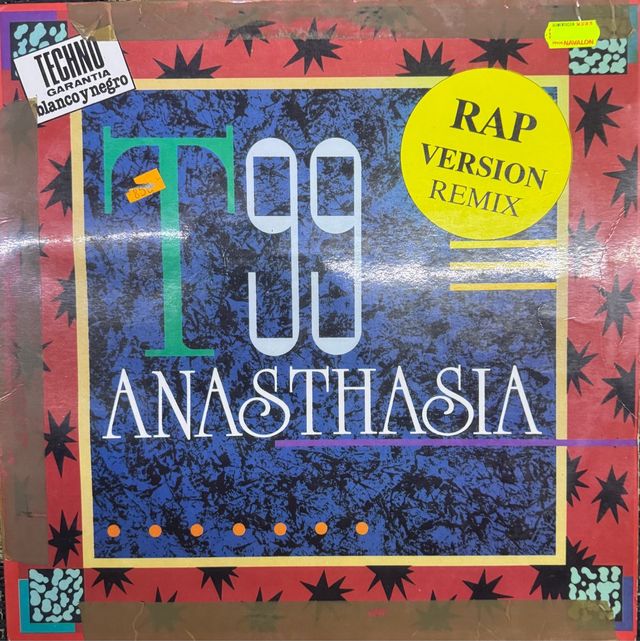 TECHNO
GARANTIA
blanco y negro
RAP
VERSION
REMIX
T99
ANASTHASIA
NAVALON